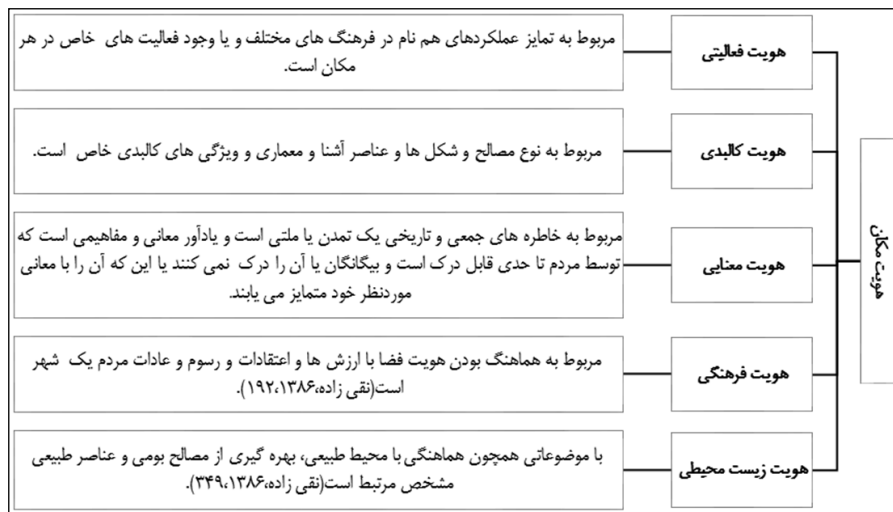 هویت مکان
هویت فعالیتی
مربوط به تمایز عملکردهای هم نام در فرهنگ های مختلف و یا وجود فعالیت های خاص در هر
مکان است.
هویت کالبدی
مربوط به نوع مصالح و شکل ها و عناصر آشنا و معماری و ویژگی های کالبدی خاص است.
هویت معنایی
مربوط به خاطره های جمعی و تاریخی یک تمدن یا ملتی است و یادآور معانی و مفاهیمی است که
توسط مردم تا حدی قابل درک است و بیگانگان یا آن را درک نمی کنند یا این که آن را با معانی
موردنظر خود متمایز می یابند.
هویت فرهنگی
مربوط به هماهنگ بودن هویت فضا با ارزش ها و اعتقادات و رسوم و عادات مردم یک شهر
است(نقی زاده،۱۹۲،۱۳۸۶).
هویت زیست محیطی
با موضوعاتی همچون هماهنگی با محیط طبیعی، بهره گیری از مصالح بومی و عناصر طبیعی
مشخص مرتبط است(نقی زاده،۳۴۹،۱۳۸۶).